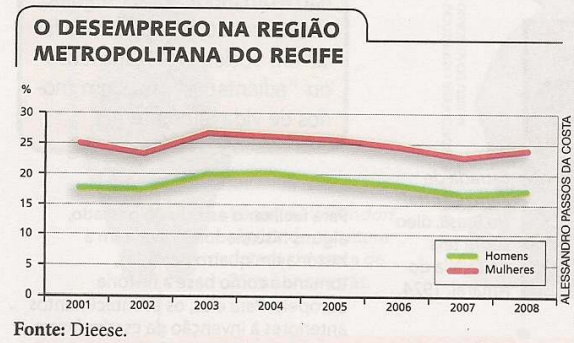 O DESEMPREGO NA REGIÃO
METROPOLITANA DO RECIFE
%
30
25
20
15
10
5
0
2001 2002 2003 2004 2005 2006 2007 2008
Homens
Mulheres
ALESSANDRO PASSOS DA COSTA
Fonte: Dieese.